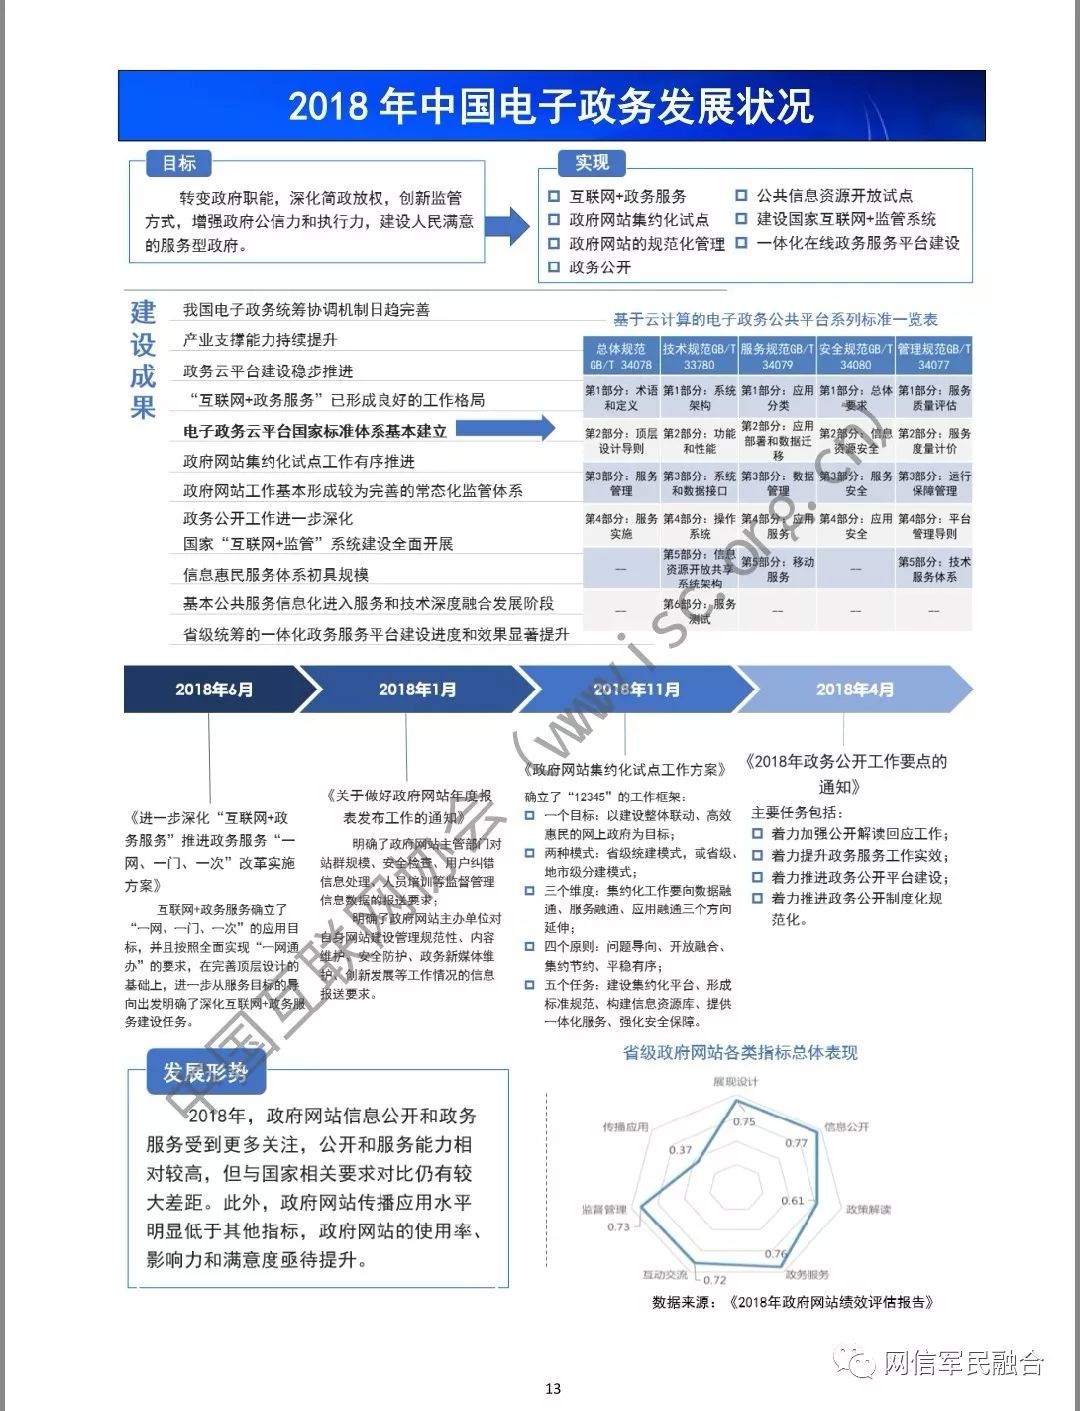 2018 年中国电子政务发展状况
目标
转变政府职能，深化简政放权，创新监管
方式，增强政府公信力和执行力，建设人民满意
的服务型政府。
实现
互联网+政务服务
政府网站集约化试点
政府网站的规范化管理
政务公开
公共信息资源开放试点
建设国家互联网+监管系统
一体化在线政务服务平台建设
建设成果
我国电子政务统筹协调机制日趋完善
产业支撑能力持续提升
政务云平台建设稳步推进
“互联网+政务服务”已形成良好的工作格局
电子政务云平台国家标准体系基本建立
政府网站集约化试点工作有序推进
政府网站工作基本形成较为完善的常态化监管体系
政务公开工作进一步深化
国家“互联网+监管”系统建设全面开展
信息惠民服务体系初具规模
基本公共服务信息化进入服务和技术深度融合发展阶段
省级统筹的一体化政务服务平台建设进度和效果显著提升
基于云计算的电子政务公共平台系列标准一览表
总体规范 GB/T 34078 技术规范GB/T 33780 服务规范GB/T 34079 安全规范GB/T 34080 管理规范GB/T 34077
第1部分：术语和定义 第1部分：系统架构 第1部分：应用分类 第1部分：总体要求 第1部分：服务质量评估
第2部分：顶层设计导则 第2部分：功能和性能 第2部分：应用部署和数据迁移 第2部分：信息资源安全 第2部分：服务度量计价
第3部分：服务管理 第3部分：系统和数据接口 第3部分：数据管理 第3部分：服务安全 第3部分：运行保障管理
第4部分：服务实施 第4部分：操作系统 第4部分：应用服务 第4部分：应用安全 第4部分：平台管理导则
-- 第5部分：信息资源开放共享系统架构 第5部分：移动服务 -- 第5部分：技术服务体系
-- 第6部分：服务测试 -- -- --
2018年6月
2018年1月
2018年11月
2018年4月
《进一步深化“互联网+政
务服务”推进政务服务“一
网、一门、一次”改革实施
方案》
互联网+政务服务确立了
“一网、一门、一次”的应用目
标，并且按照全面实现“一网通
办”的要求，在完善顶层设计的
基础上，进一步从服务目标的导
向出发明确了深化互联网+政务服
务建设任务。
《关于做好政府网站年度报
表发布工作的通知》
明确了政府网站主管部门对
站群规模、安全检查、用户纠错
信息处理、人员培训等监督管理
信息数据的报送要求；
明确了政府网站主办单位对
自身网站建设管理规范性、内容
维护、安全防护、政务新媒体维
护、创新发展等工作情况的信息
报送要求。
《政府网站集约化试点工作方案》
确立了“12345”的工作框架：
一个目标：以建设整体联动、高效
惠民的网上政府为目标；
两种模式：省级统建模式，或省级、
地市级分建模式；
三个维度：集约化工作要向数据融
通、服务融通、应用融通三个方向
延伸；
四个原则：问题导向、开放融合、
集约节约、平稳有序；
五个任务：建设集约化平台、形成
标准规范、构建信息资源库、提供
一体化服务、强化安全保障。
《2018年政务公开工作要点的
通知》
主要任务包括：
着力加强公开解读回应工作；
着力提升政务服务工作实效；
着力推进政务公开平台建设；
着力推进政务公开制度化规
范化。
发展形势
2018年，政府网站信息公开和政务
服务受到更多关注，公开和服务能力相
对较高，但与国家相关要求对比仍有较
大差距。此外，政府网站传播应用水平
明显低于其他指标，政府网站的使用率、
影响力和满意度亟待提升。
省级政府网站各类指标总体表现
展现设计
0.75
信息公开
0.77
政策解读
0.61
政务服务
0.76
互动交流
0.72
监督管理
0.73
传播应用
0.37
数据来源：《2018年政府网站绩效评估报告》
中国互联网协会（www.isc.org.cn）
网信军民融合
13